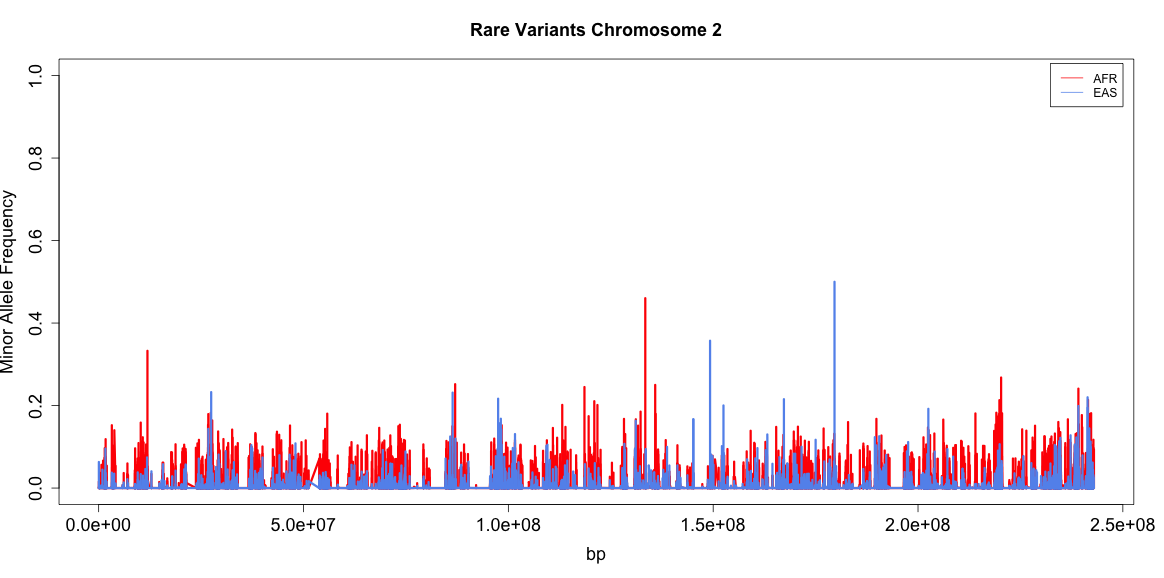 Rare Variants Chromosome 2
AFR
EAS
Minor Allele Frequency
1.0
0.8
0.6
0.4
0.2
0.0
0.0e+00 5.0e+07 1.0e+08 1.5e+08 2.0e+08 2.5e+08
bp